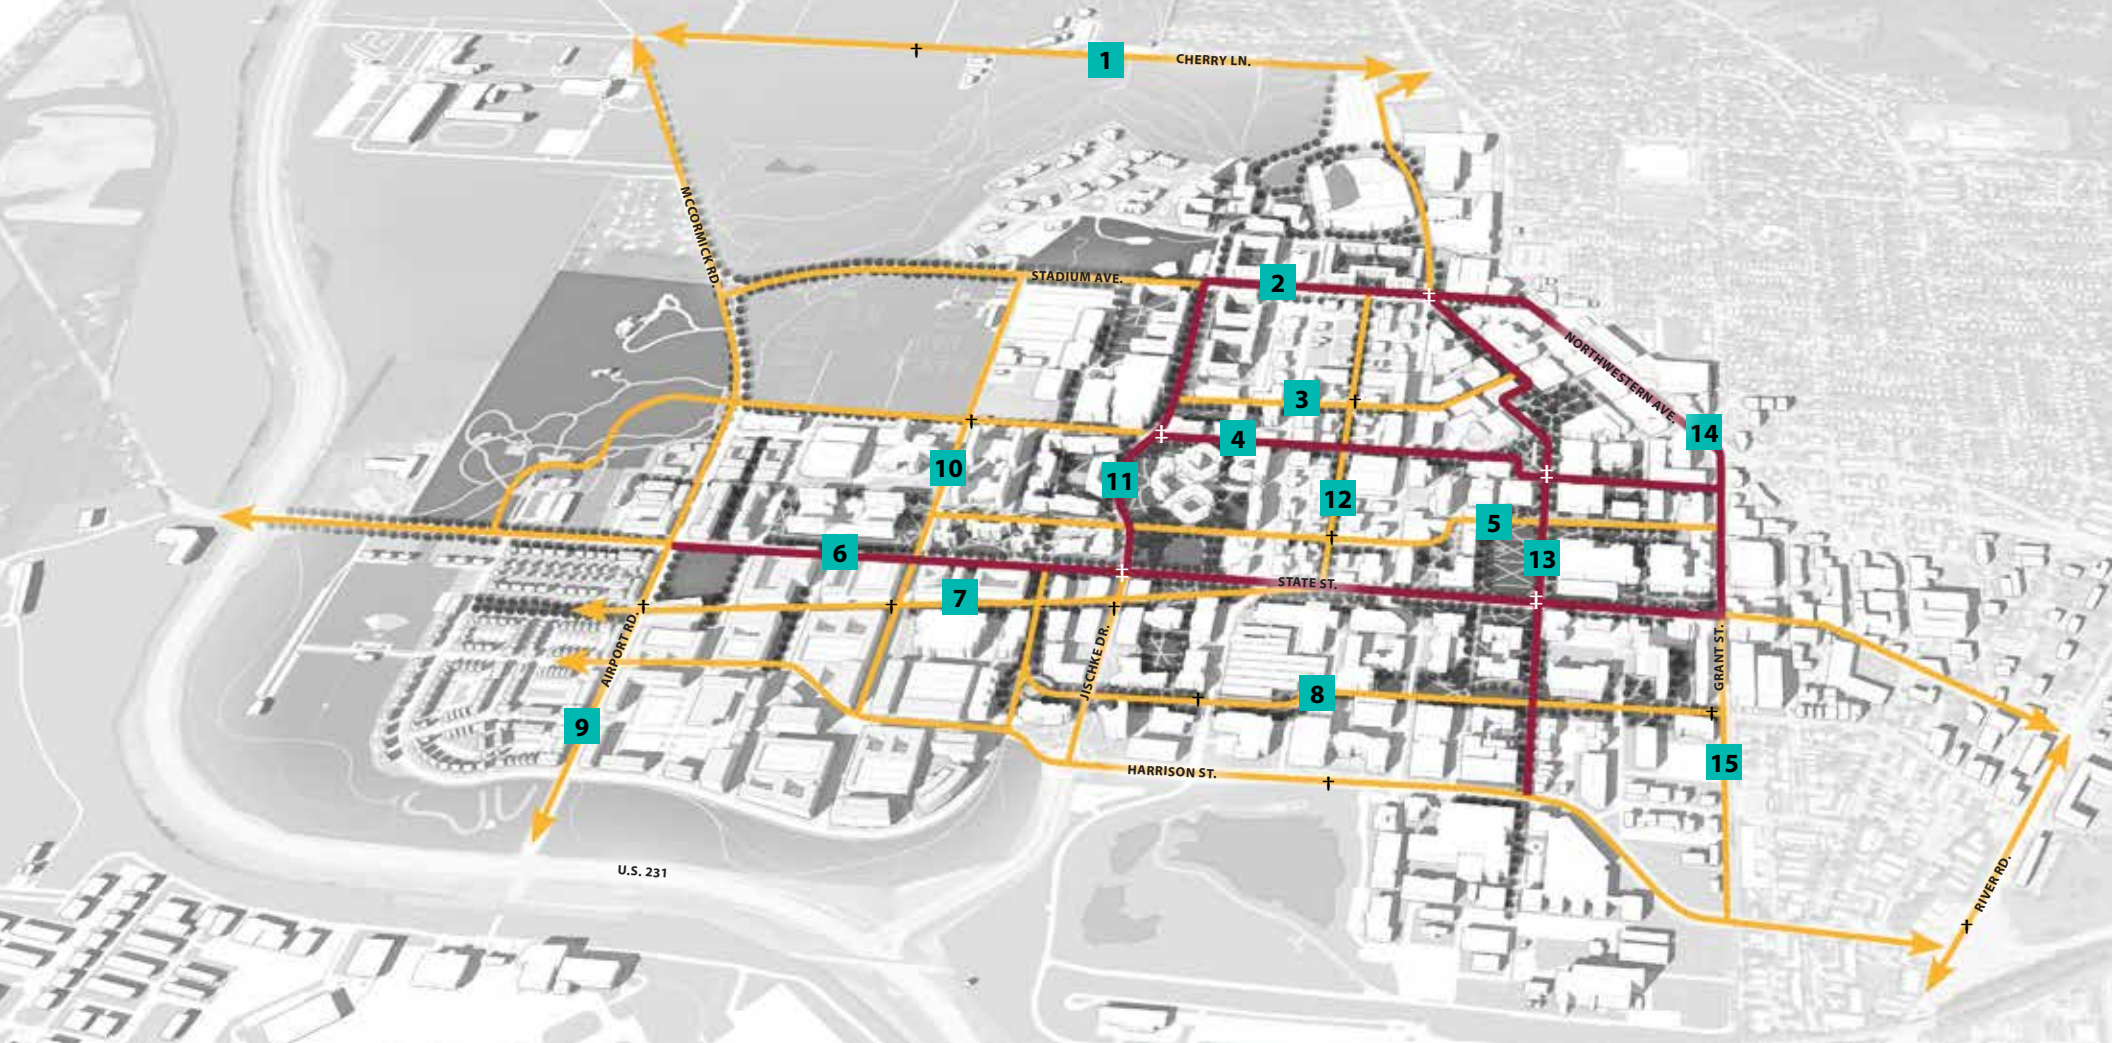 1
CHERRY LN.
MCCORMICK RD.
STADIUM AVE.
2
NORTHWESTERN AVE.
3
4
14
10
11
12
5
6
13
STATE ST.
7
AIRPORT RD.
JISCHKE DR.
GRANT ST.
8
9
15
HARRISON ST.
U.S. 231
RIVER RD.